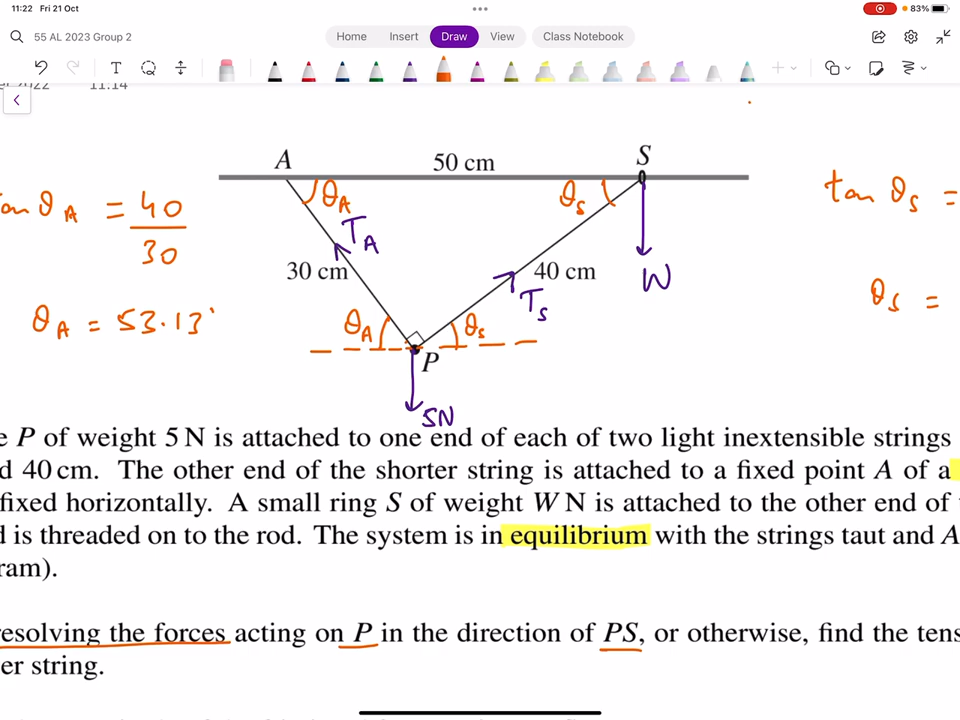 11:22 Fri 21 Oct
83%
55 AL 2023 Group 2
Home Insert Draw View Class Notebook
11:14
A 50 cm S
θA θS
tan θS =
an θA = 40
30
TA
30 cm 40 cm
TS W
θS =
θA = 53.13°
θA θS
P
5N
P of weight 5 N is attached to one end of each of two light inextensible strings
d 40 cm. The other end of the shorter string is attached to a fixed point A of a
fixed horizontally. A small ring S of weight W N is attached to the other end of
d is threaded on to the rod. The system is in equilibrium with the strings taut and A
ram).
resolving the forces acting on P in the direction of PS, or otherwise, find the tens
er string.